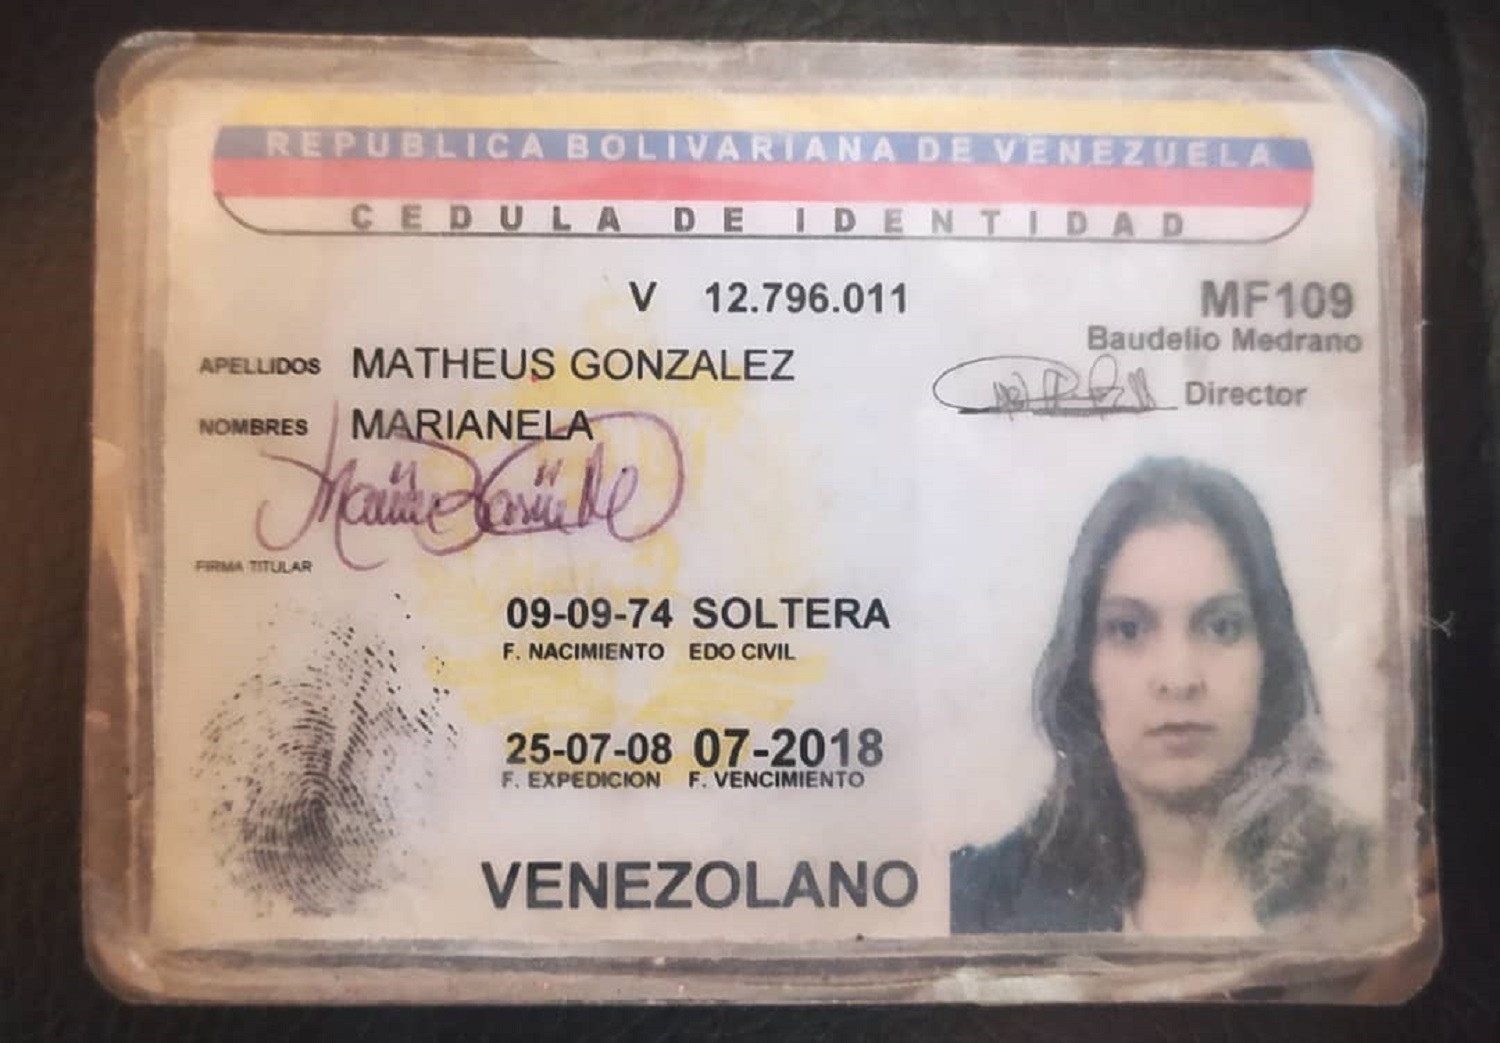 REPUBLICA BOLIVARIANA DE VENEZUELA
CEDULA DE IDENTIDAD
V 12.796.011
MF109
Baudelio Medrano
Director
APELLIDOS MATHEUS GONZALEZ
NOMBRES MARIANELA
FIRMA TITULAR
09-09-74 SOLTERA
F. NACIMIENTO EDO CIVIL
25-07-08 07-2018
F. EXPEDICION F. VENCIMIENTO
VENEZOLANO